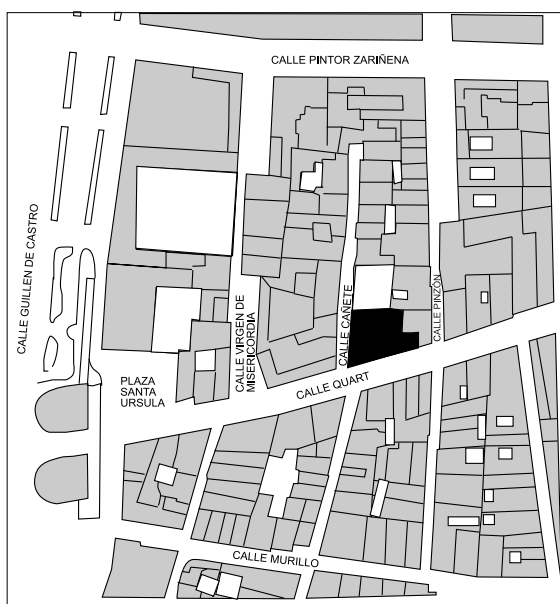 CALLE PINTOR ZARIÑENA
CALLE GUILLEN DE CASTRO
CALLE VIRGEN DE
MISERICORDIA
CALLE CAÑETE
CALLE PINZÓN
PLAZA
SANTA
URSULA
CALLE QUART
CALLE MURILLO